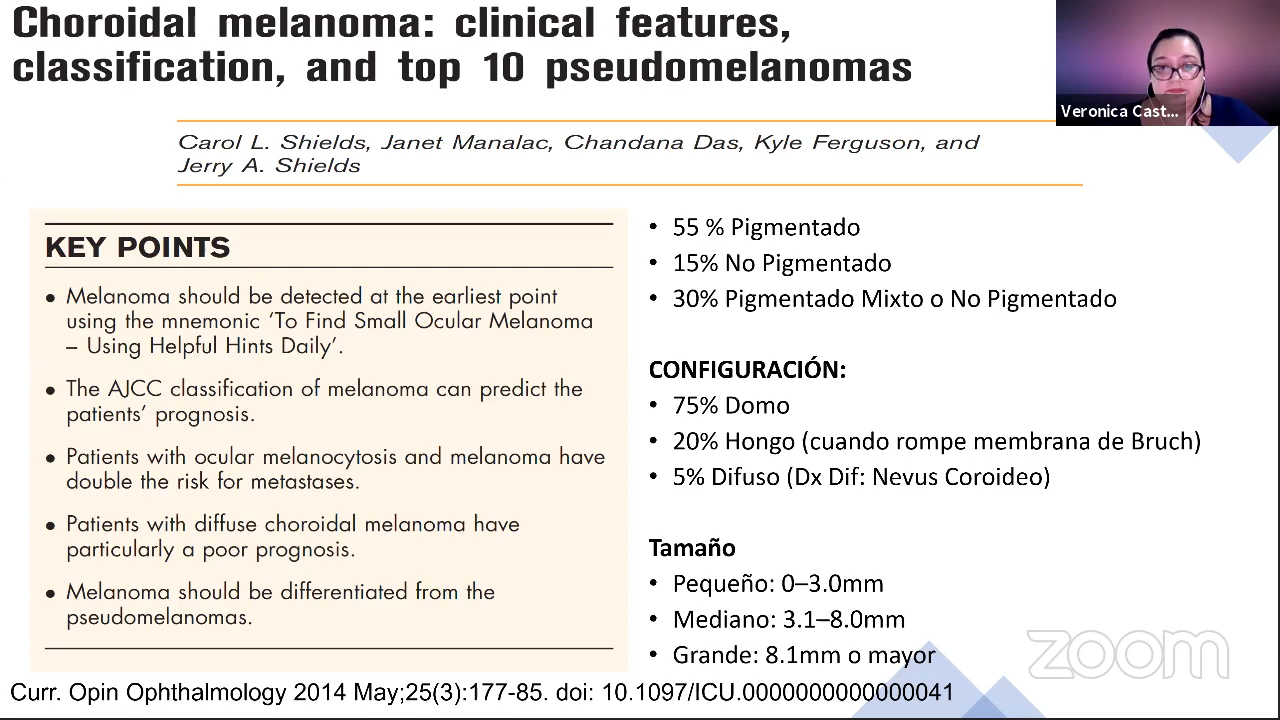 Choroidal melanoma: clinical features,
classification, and top 10 pseudomelanomas
Veronica Cast...
Carol L. Shields, Janet Manalac, Chandana Das, Kyle Ferguson, and
Jerry A. Shields
KEY POINTS
• Melanoma should be detected at the earliest point
using the mnemonic ‘To Find Small Ocular Melanoma
– Using Helpful Hints Daily’.
• The AJCC classification of melanoma can predict the
patients’ prognosis.
• Patients with ocular melanocytosis and melanoma have
double the risk for metastases.
• Patients with diffuse choroidal melanoma have
particularly a poor prognosis.
• Melanoma should be differentiated from the
pseudomelanomas.
• 55 % Pigmentado
• 15% No Pigmentado
• 30% Pigmentado Mixto o No Pigmentado
CONFIGURACIÓN:
• 75% Domo
• 20% Hongo (cuando rompe membrana de Bruch)
• 5% Difuso (Dx Dif: Nevus Coroideo)
Tamaño
• Pequeño: 0–3.0mm
• Mediano: 3.1–8.0mm
• Grande: 8.1mm o mayor
zoom
Curr. Opin Ophthalmology 2014 May;25(3):177-85. doi: 10.1097/ICU.0000000000000041